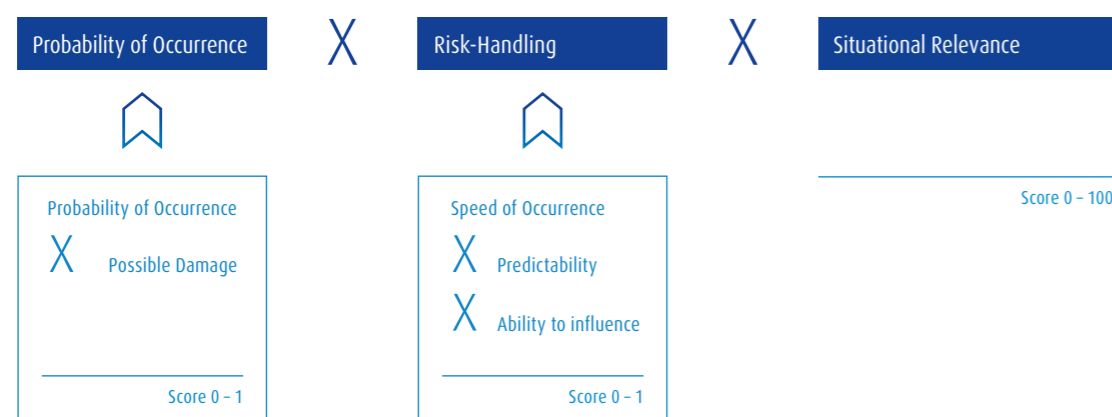 Probability of Occurrence X Risk-Handling X Situational Relevance
Probability of Occurrence
X Possible Damage
Score 0 – 1
Speed of Occurrence
X Predictability
X Ability to influence
Score 0 – 1
Score 0 – 100